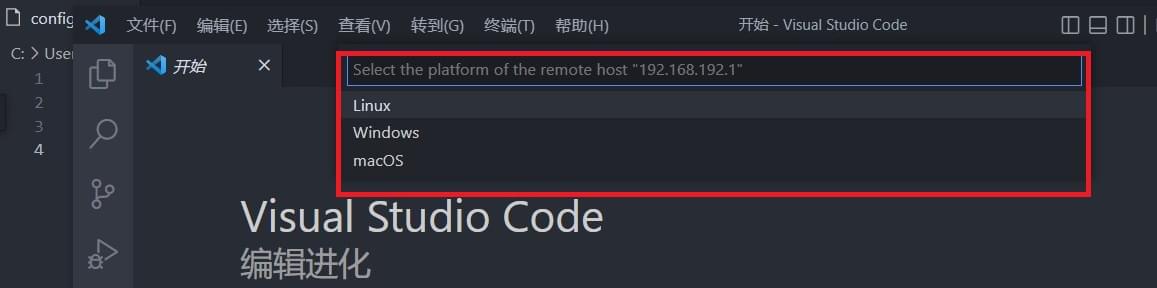 config
文件(F) 编辑(E) 选择(S) 查看(V) 转到(G) 终端(T) 帮助(H) 开始 - Visual Studio Code
C: > User
开始
Select the platform of the remote host "192.168.192.1"
1
Linux
2
Windows
3
macOS
4
Visual Studio Code
编辑进化